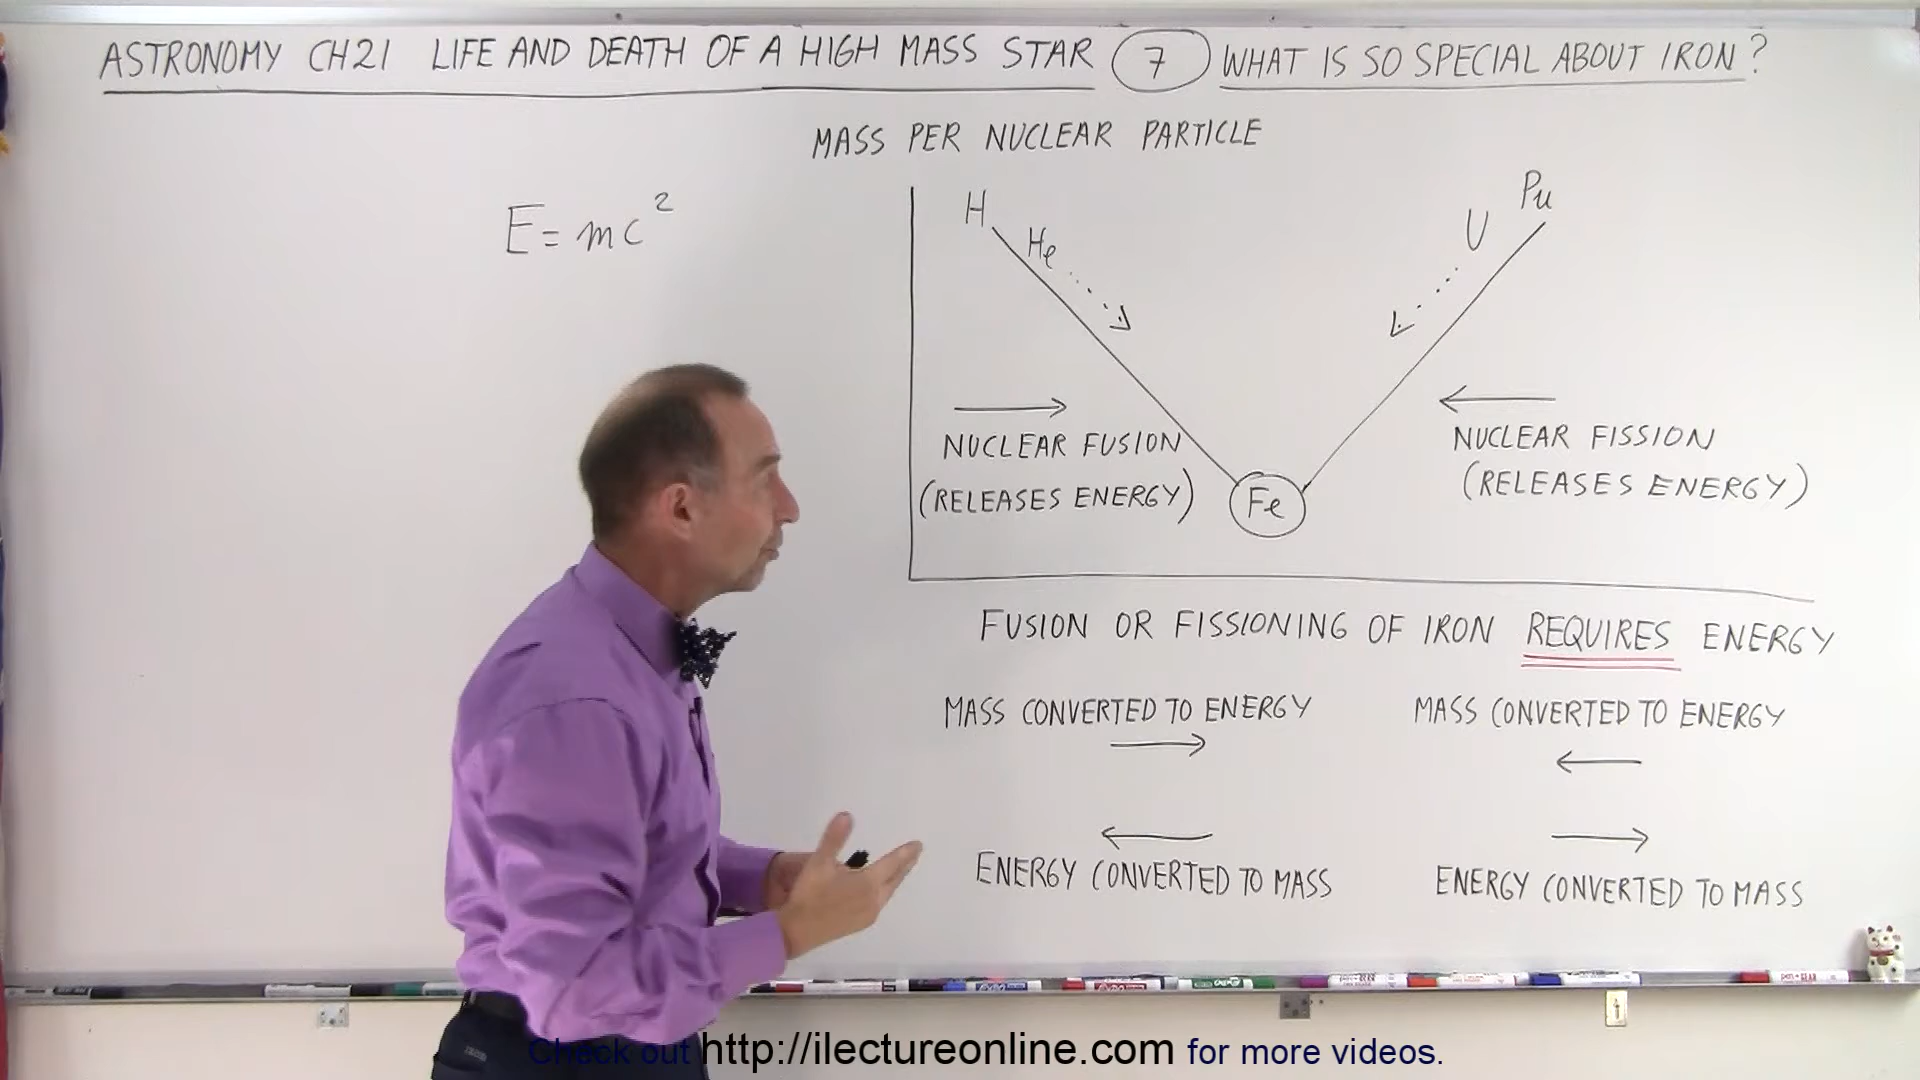 ASTRONOMY CH21 LIFE AND DEATH OF A HIGH MASS STAR 7 WHAT IS SO SPECIAL ABOUT IRON?
MASS PER NUCLEAR PARTICLE
E = mc²
H
He
U
Pu
NUCLEAR FUSION
(RELEASES ENERGY)
NUCLEAR FISSION
(RELEASES ENERGY)
Fe
FUSION OR FISSIONING OF IRON REQUIRES ENERGY
MASS CONVERTED TO ENERGY
MASS CONVERTED TO ENERGY
ENERGY CONVERTED TO MASS
ENERGY CONVERTED TO MASS
Check out http://ilectureonline.com for more videos.